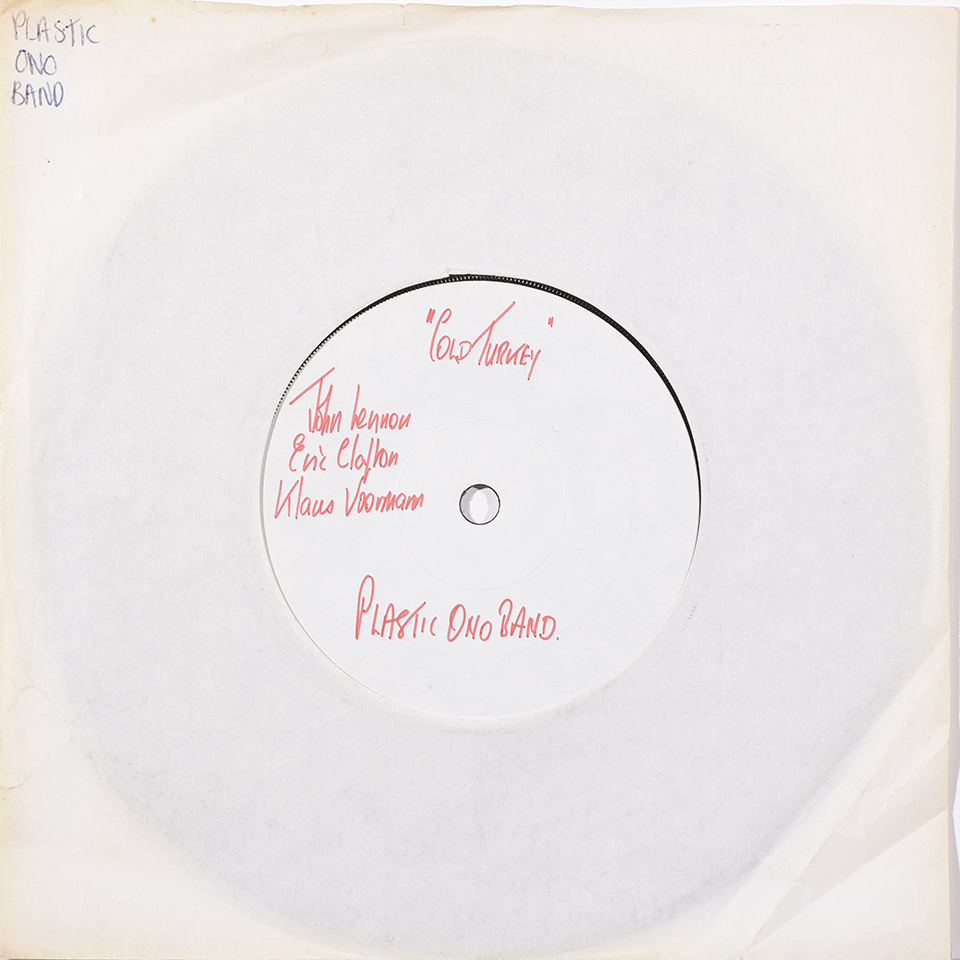 PLASTIC
ONO
BAND
"COLD TURKEY"
John Lennon
Eric Clapton
Klaus Voormann
PLASTIC ONO BAND.